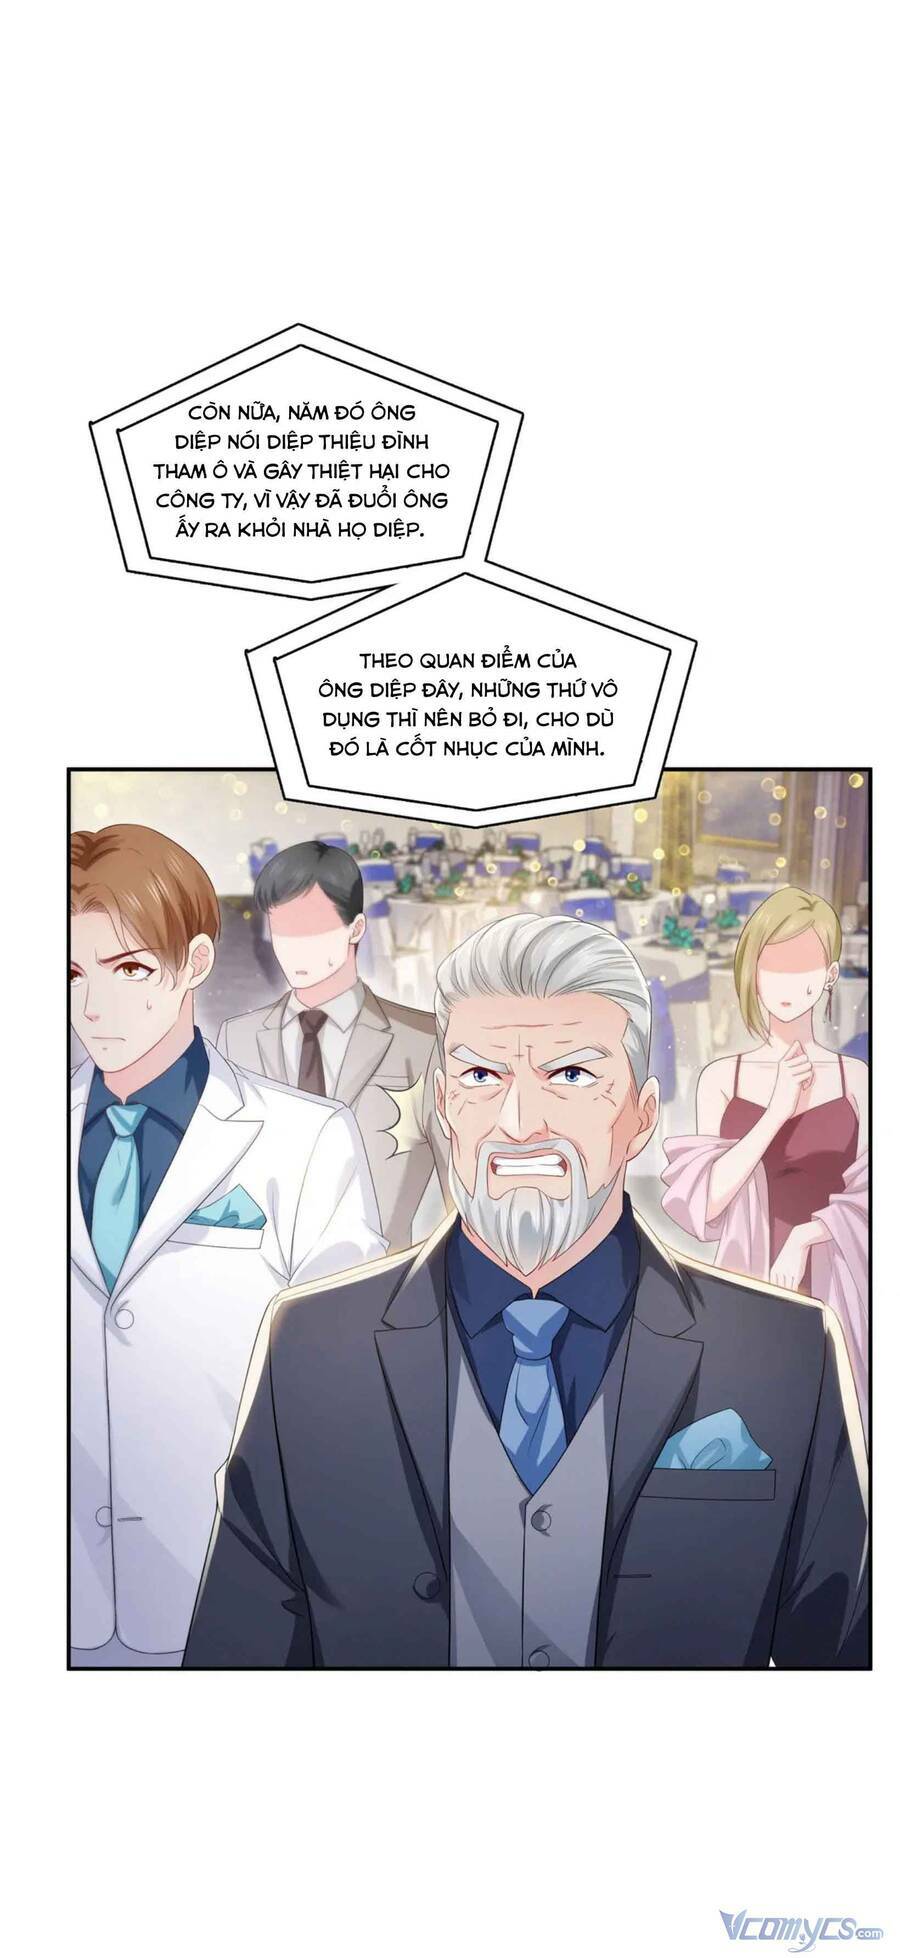 CÒN NỮA, NĂM ĐÓ ÔNG
DIỆP NÓI DIỆP THIỆU ĐÌNH
THAM Ô VÀ GÂY THIỆT HẠI CHO
CÔNG TY, VÌ VẬY ĐÃ ĐUỔI ÔNG
ẤY RA KHỎI NHÀ HỌ DIỆP.
THEO QUAN ĐIỂM CỦA
ÔNG DIỆP ĐÂY, NHỮNG THỨ VÔ
DỤNG THÌ NÊN BỎ ĐI, CHO DÙ
ĐÓ LÀ CỐT NHỤC CỦA MÌNH.
VCOMYCS.com